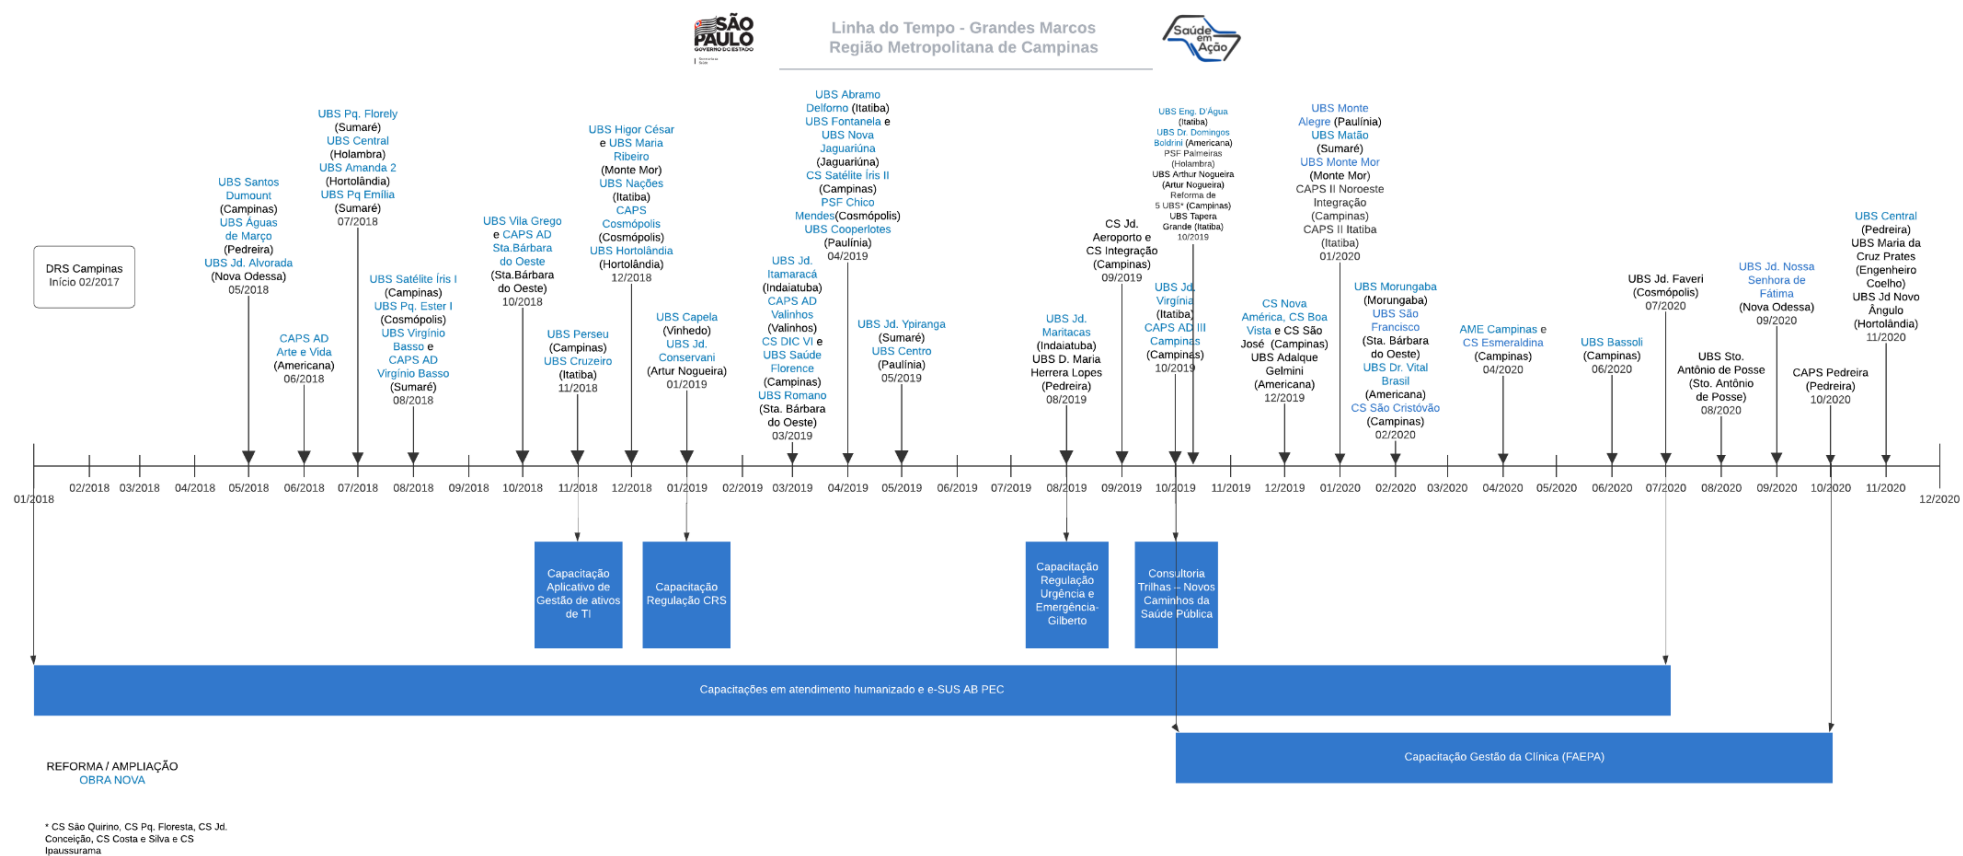 SÃO
PAULO
GOVERNO DO ESTADO
Linha do Tempo - Grandes Marcos
Região Metropolitana de Campinas
Saúde
em
Ação
DRS Campinas
Início 02/2017
UBS Santos
Dumount
(Campinas)
UBS Águas
de Março
(Pedreira)
UBS Jd. Alvorada
(Nova Odessa)
05/2018
CAPS AD
Arte e Vida
(Americana)
06/2018
UBS Pq. Florely
(Sumaré)
UBS Central
(Holambra)
UBS Amanda 2
(Hortolândia)
UBS Pq Emília
(Sumaré)
07/2018
UBS Satélite Íris I
(Campinas)
UBS Pq. Ester I
(Cosmópolis)
UBS Virgínio
Basso e
CAPS AD
Virgínio Basso
(Sumaré)
08/2018
UBS Vila Grego
e CAPS AD
Sta.Bárbara
do Oeste
(Sta.Bárbara
do Oeste)
10/2018
UBS Perseu
(Campinas)
UBS Cruzeiro
(Itatiba)
11/2018
UBS Higor César
e UBS Maria
Ribeiro
(Monte Mor)
UBS Nações
(Itatiba)
CAPS
Cosmópolis
(Cosmópolis)
UBS Hortolândia
(Hortolândia)
12/2018
UBS Capela
(Vinhedo)
UBS Jd.
Conservani
(Artur Nogueira)
01/2019
UBS Jd.
Itamaracá
(Indaiatuba)
CAPS AD
Valinhos
(Valinhos)
CS DIC VI e
UBS Saúde
Florence
(Campinas)
UBS Romano
(Sta. Bárbara
do Oeste)
03/2019
UBS Abramo
Delforno (Itatiba)
UBS Fontanela e
UBS Nova
Jaguariúna
(Jaguariúna)
CS Satélite Íris II
(Campinas)
PSF Chico
Mendes(Cosmópolis)
UBS Cooperlotes
(Paulínia)
04/2019
UBS Jd. Ypiranga
(Sumaré)
UBS Centro
(Paulínia)
05/2019
UBS Jd.
Maritacas
(Indaiatuba)
UBS D. Maria
Herrera Lopes
(Pedreira)
08/2019
CS Jd.
Aeroporto e
CS Integração
(Campinas)
09/2019
UBS Jd.
Virgínia
(Itatiba)
CAPS AD III
Campinas
(Campinas)
10/2019
UBS Eng. D'Água
(Itatiba)
UBS Dr. Domingos
Boldrini (Americana)
PSF Palmeiras
(Holambra)
UBS Arthur Nogueira
(Artur Nogueira)
Reforma de
5 UBS* (Campinas)
UBS Tapera
Grande (Itatiba)
10/2019
CS Nova
América, CS Boa
Vista e CS São
José (Campinas)
UBS Adalque
Gelmini
(Americana)
12/2019
UBS Monte
Alegre (Paulínia)
UBS Matão
(Sumaré)
UBS Monte Mor
(Monte Mor)
CAPS II Noroeste
Integração
(Campinas)
CAPS II Itatiba
(Itatiba)
01/2020
UBS Morungaba
(Morungaba)
UBS São
Francisco
(Sta. Bárbara
do Oeste)
UBS Dr. Vital
Brasil
(Americana)
CS São Cristóvão
(Campinas)
02/2020
AME Campinas e
CS Esmeraldina
(Campinas)
04/2020
UBS Bassoli
(Campinas)
06/2020
UBS Jd. Faveri
(Cosmópolis)
07/2020
UBS Sto.
Antônio de Posse
(Sto. Antônio
de Posse)
08/2020
UBS Jd. Nossa
Senhora de
Fátima
(Nova Odessa)
09/2020
CAPS Pedreira
(Pedreira)
10/2020
UBS Central
(Pedreira)
UBS Maria da
Cruz Prates
(Engenheiro
Coelho)
UBS Jd Novo
Ângulo
(Hortolândia)
11/2020
01/2018 02/2018 03/2018 04/2018 05/2018 06/2018 07/2018 08/2018 09/2018 10/2018 11/2018 12/2018 01/2019 02/2019 03/2019 04/2019 05/2019 06/2019 07/2019 08/2019 09/2019 10/2019 11/2019 12/2019 01/2020 02/2020 03/2020 04/2020 05/2020 06/2020 07/2020 08/2020 09/2020 10/2020 11/2020 12/2020
Capacitação
Aplicativo de
Gestão de ativos
de TI
Capacitação
Regulação CRS
Capacitação
Regulação
Urgência e
Emergência-
Gilberto
Consultoria
Trilhas – Novos
Caminhos da
Saúde Pública
Capacitações em atendimento humanizado e e-SUS AB PEC
Capacitação Gestão da Clínica (FAEPA)
REFORMA / AMPLIAÇÃO
OBRA NOVA
* CS São Quirino, CS Pq. Floresta, CS Jd.
Conceição, CS Costa e Silva e CS
Ipaussurama